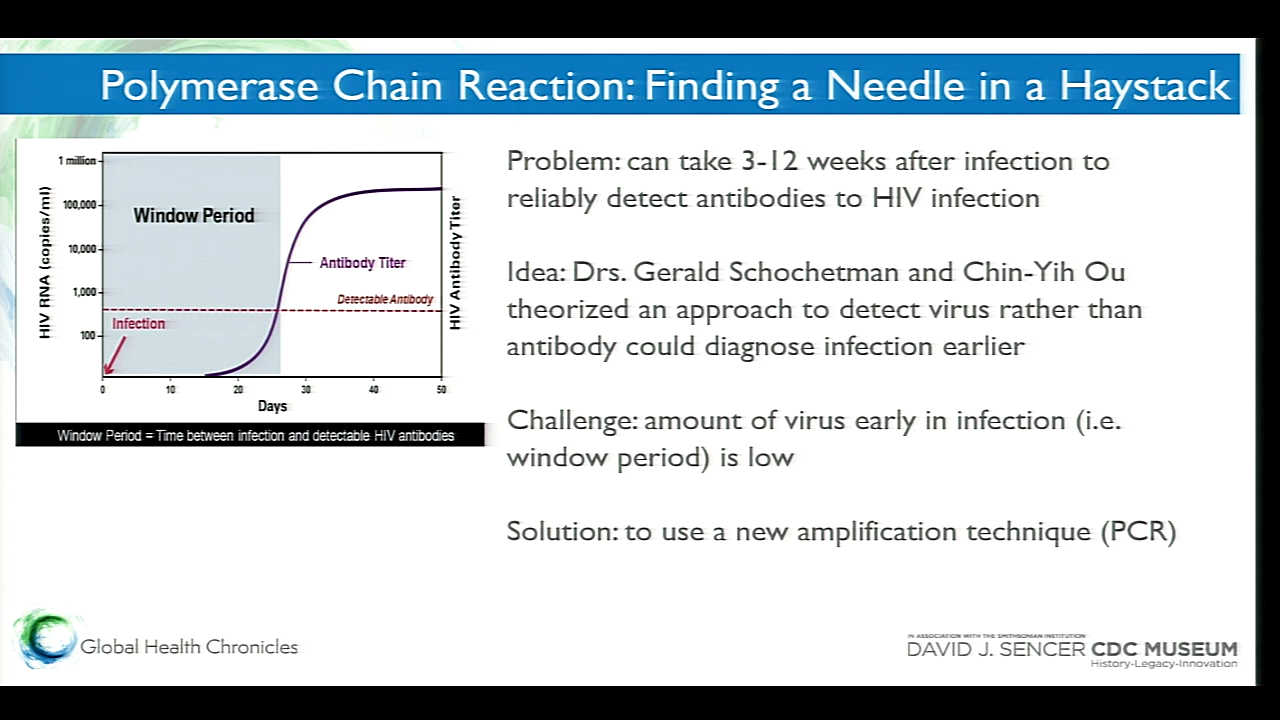 Polymerase Chain Reaction: Finding a Needle in a Haystack
1 million
100,000
10,000
1,000
100
HIV RNA (copies/ml)
Window Period
Antibody Titer
Detectable Antibody
Infection
HIV Antibody Titer
0 10 20 30 40 50
Days
Window Period = Time between infection and detectable HIV antibodies
Problem: can take 3-12 weeks after infection to
reliably detect antibodies to HIV infection
Idea: Drs. Gerald Schochetman and Chin-Yih Ou
theorized an approach to detect virus rather than
antibody could diagnose infection earlier
Challenge: amount of virus early in infection (i.e.
window period) is low
Solution: to use a new amplification technique (PCR)
Global Health Chronicles
IN ASSOCIATION WITH THE SMITHSONIAN INSTITUTION
DAVID J. SENCER CDC MUSEUM
History-Legacy-Innovation